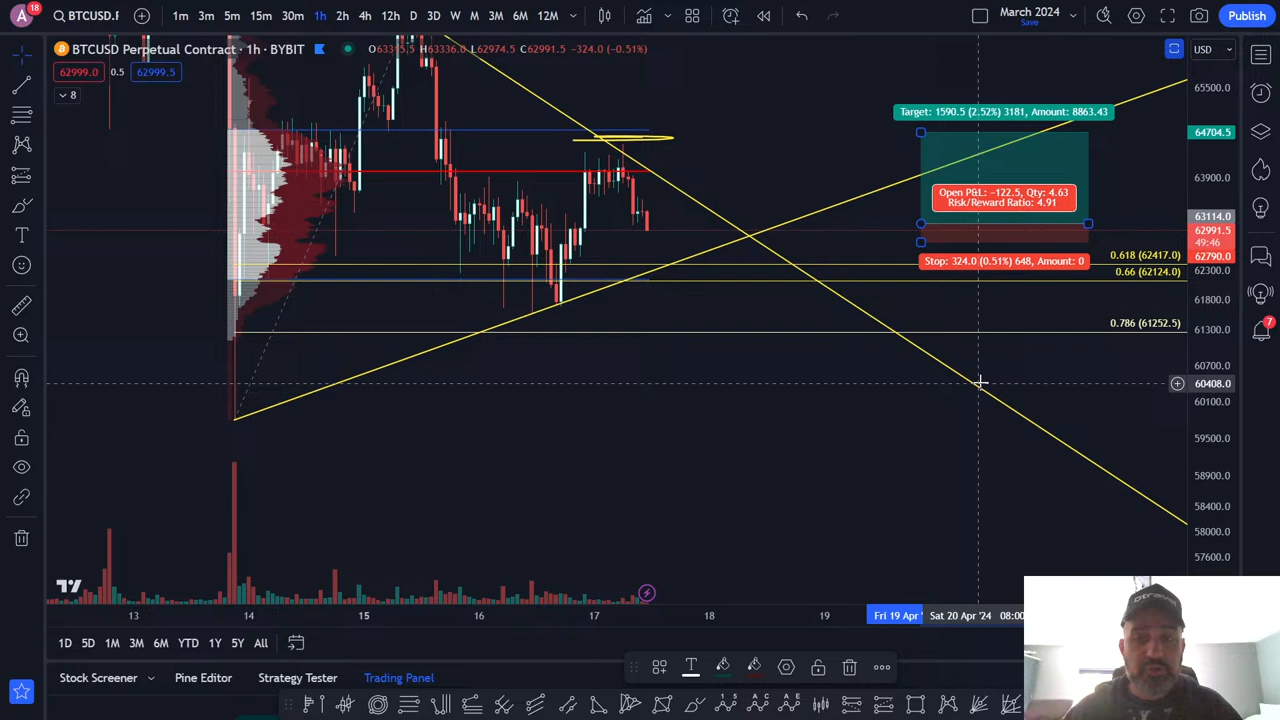 A 18 BTCUSD.P 1m 3m 5m 15m 30m 1h 2h 4h 12h D 3D W M 3M 6M 12M March 2024 Save Publish
BTCUSD Perpetual Contract · 1h · BYBIT H63336.0 L62974.5 C62991.5 −324.0 (−0.51%) USD
62999.0 0.5 62999.5
8
65500.0
Target: 1590.5 (2.52%) 3181, Amount: 8863.43
64704.5
63900.0
Open P&L: −122.5, Qty: 4.63
Risk/Reward Ratio: 4.91
63114.0
62991.5
49:46
62790.0
Stop: 324.0 (0.51%) 648, Amount: 0
0.618 (62417.0)
0.66 (62124.0)
62300.0
61800.0
0.786 (61252.5)
61300.0
60700.0
60408.0
60100.0
59500.0
58900.0
58400.0
58000.0
57600.0
7
13 14 15 16 17 18 19 Fri 19 Apr ' Sat 20 Apr '24 08:00
1D 5D 1M 3M 6M YTD 1Y 5Y All
Stock Screener Pine Editor Strategy Tester Trading Panel